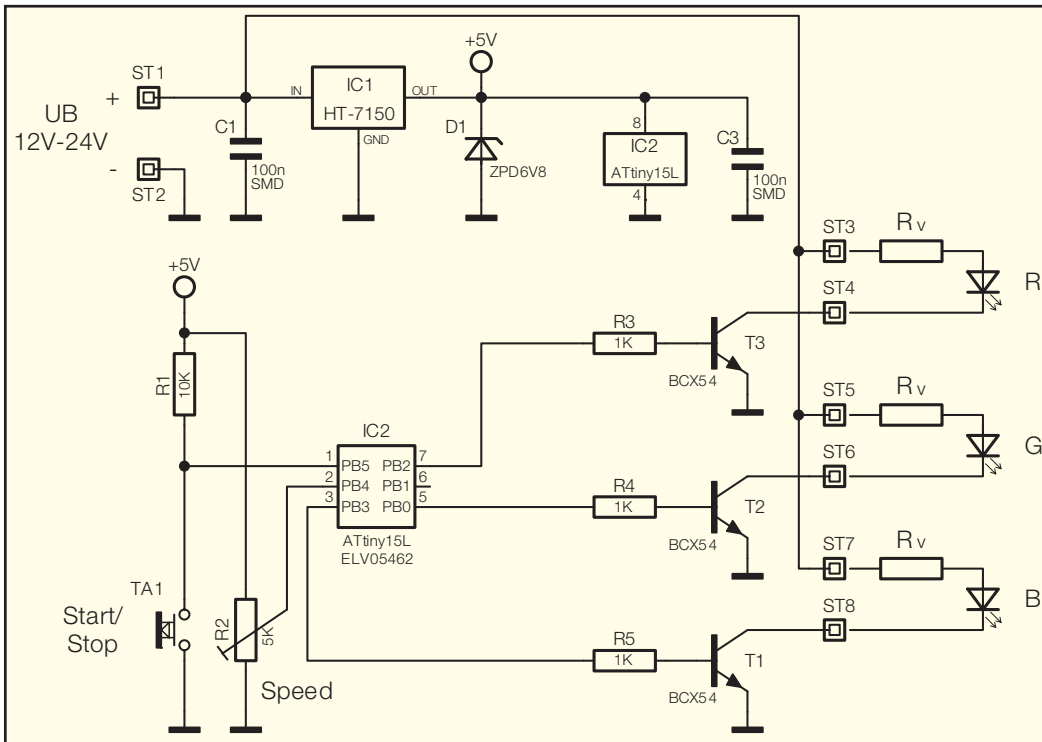 +5V
ST1
+
UB
12V-24V
-
ST2
C1
100n
SMD
IN
IC1
HT-7150
OUT
GND
D1
ZPD6V8
8
IC2
ATtiny15L
4
C3
100n
SMD
ST3
Rv
R
ST4
+5V
R1
10K
R3
1K
T3
BCX54
ST5
Rv
G
ST6
IC2
1
PB5
PB2
7
2
PB4
PB1
6
3
PB3
PB0
5
ATtiny15L
ELV05462
R4
1K
T2
BCX54
ST7
Rv
B
ST8
TA1
Start/
Stop
R2
5K
Speed
R5
1K
T1
BCX54